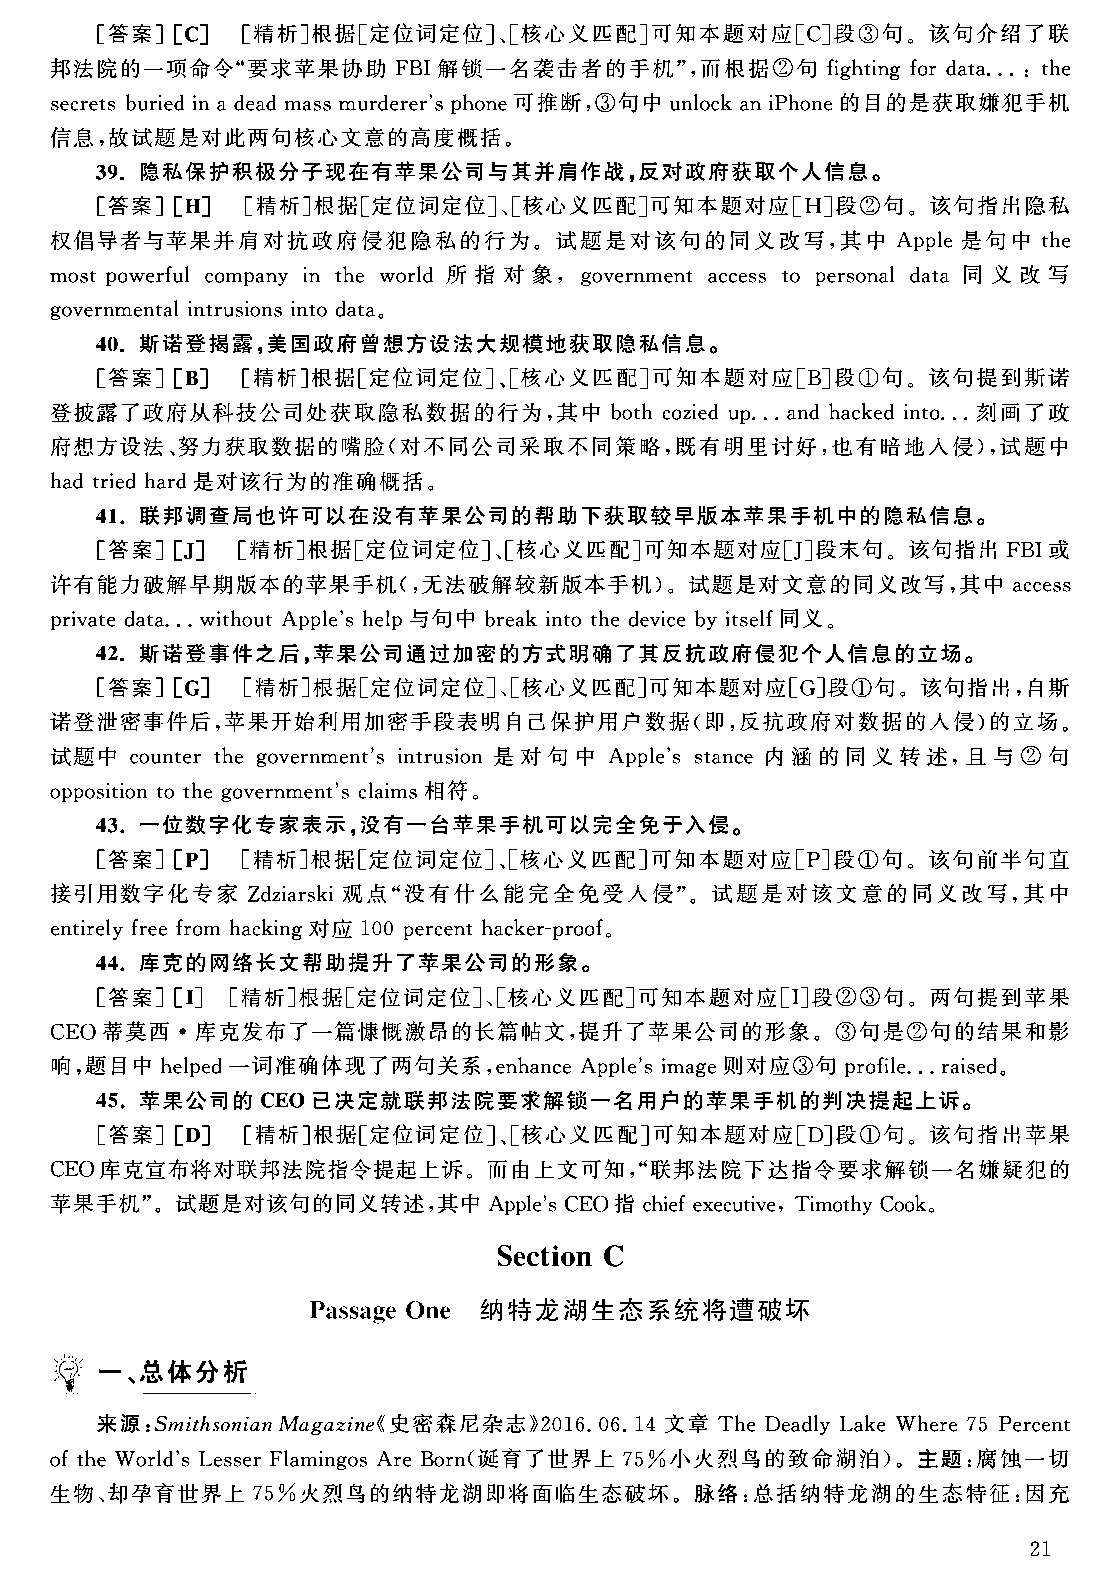 [答案][C]　[精析]根据[定位词定位]、[核心义匹配]可知本题对应[C]段③句。该句介绍了联
邦法院的一项命令“要求苹果协助 FBI 解锁一名袭击者的手机”,而根据②句 fighting for data...：the
secrets buried in a dead mass murderer's phone 可推断,③句中 unlock an iPhone 的目的是获取嫌犯手机
信息,故试题是对此两句核心文意的高度概括。
39. 隐私保护积极分子现在有苹果公司与其并肩作战,反对政府获取个人信息。
[答案][H]　[精析]根据[定位词定位]、[核心义匹配]可知本题对应[H]段②句。该句指出隐私
权倡导者与苹果并肩对抗政府侵犯隐私的行为。试题是对该句的同义改写,其中 Apple 是句中 the
most powerful company in the world 所指对象，government access to personal data 同义改写
governmental intrusions into data。
40. 斯诺登揭露,美国政府曾想方设法大规模地获取隐私信息。
[答案][B]　[精析]根据[定位词定位]、[核心义匹配]可知本题对应[B]段①句。该句提到斯诺
登披露了政府从科技公司处获取隐私数据的行为,其中 both cozied up...and hacked into...刻画了政
府想方设法、努力获取数据的嘴脸(对不同公司采取不同策略,既有明里讨好,也有暗地入侵),试题中
had tried hard 是对该行为的准确概括。
41. 联邦调查局也许可以在没有苹果公司的帮助下获取较早版本苹果手机中的隐私信息。
[答案][J]　[精析]根据[定位词定位]、[核心义匹配]可知本题对应[J]段末句。该句指出 FBI 或
许有能力破解早期版本的苹果手机(,无法破解较新版本手机)。试题是对文意的同义改写,其中 access
private data...without Apple's help 与句中 break into the device by itself 同义。
42. 斯诺登事件之后,苹果公司通过加密的方式明确了其反抗政府侵犯个人信息的立场。
[答案][G]　[精析]根据[定位词定位]、[核心义匹配]可知本题对应[G]段①句。该句指出,自斯
诺登泄密事件后,苹果开始利用加密手段表明自己保护用户数据(即,反抗政府对数据的入侵)的立场。
试题中 counter the government's intrusion 是对句中 Apple's stance 内涵的同义转述,且与②句
opposition to the government's claims 相符。
43. 一位数字化专家表示,没有一台苹果手机可以完全免于入侵。
[答案][P]　[精析]根据[定位词定位]、[核心义匹配]可知本题对应[P]段①句。该句前半句直
接引用数字化专家 Zdziarski 观点“没有什么能完全免受入侵”。试题是对该文意的同义改写,其中
entirely free from hacking 对应 100 percent hacker-proof。
44. 库克的网络长文帮助提升了苹果公司的形象。
[答案][I]　[精析]根据[定位词定位]、[核心义匹配]可知本题对应[I]段②③句。两句提到苹果
CEO 蒂莫西·库克发布了一篇慷慨激昂的长篇帖文,提升了苹果公司的形象。③句是②句的结果和影
响,题目中 helped 一词准确体现了两句关系,enhance Apple's image 则对应③句 profile...raised。
45. 苹果公司的 CEO 已决定就联邦法院要求解锁一名用户的苹果手机的判决提起上诉。
[答案][D]　[精析]根据[定位词定位]、[核心义匹配]可知本题对应[D]段①句。该句指出苹果
CEO 库克宣布将对联邦法院指令提起上诉。而由上文可知,“联邦法院下达指令要求解锁一名嫌疑犯的
苹果手机”。试题是对该句的同义转述,其中 Apple's CEO 指 chief executive，Timothy Cook。
Section C
Passage One　纳特龙湖生态系统将遭破坏
一、总体分析
来源:Smithsonian Magazine《史密森尼杂志》2016.06.14 文章 The Deadly Lake Where 75 Percent
of the World's Lesser Flamingos Are Born(诞育了世界上 75%小火烈鸟的致命湖泊)。主题:腐蚀一切
生物、却孕育世界上 75%火烈鸟的纳特龙湖即将面临生态破坏。脉络:总括纳特龙湖的生态特征:因充
21